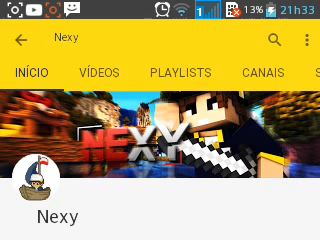 13% 21h33
Nexy
INÍCIO VÍDEOS PLAYLISTS CANAIS S
NEXY
Nexy